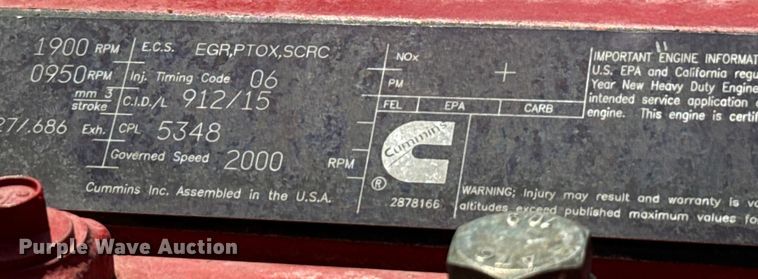 1900 RPM E.C.S. EGR,PTOX,SCRC
0950 RPM Inj. Timing Code 06
mm 3
stroke C.I.D./L 912/15
27/.686 Exh. CPL 5348
Governed Speed 2000 RPM
Cummins Inc. Assembled in the U.S.A.
NOx
PM
FEL EPA CARB
Cummins
®
2878166
IMPORTANT ENGINE INFORMAT
U.S. EPA and California regu
Year New Heavy Duty Engine
intended service application
engine. This engine is certif
WARNING: Injury may result and warranty is vo
altitudes exceed published maximum values fo
Purple Wave Auction